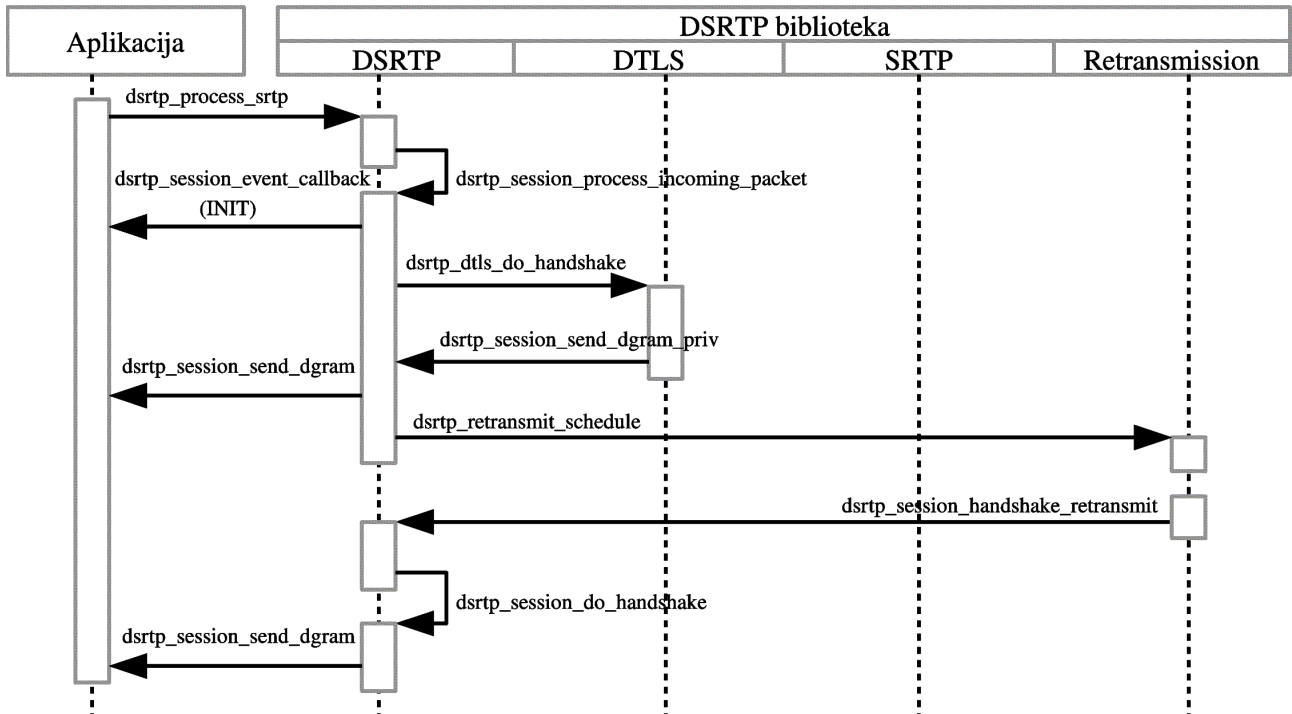 Aplikacija
DSRTP biblioteka
DSRTP
DTLS
SRTP
Retransmission
dsrtp_process_srtp
dsrtp_session_event_callback
(INIT)
dsrtp_session_process_incoming_packet
dsrtp_dtls_do_handshake
dsrtp_session_send_dgram_priv
dsrtp_session_send_dgram
dsrtp_retransmit_schedule
dsrtp_session_handshake_retransmit
dsrtp_session_do_handshake
dsrtp_session_send_dgram